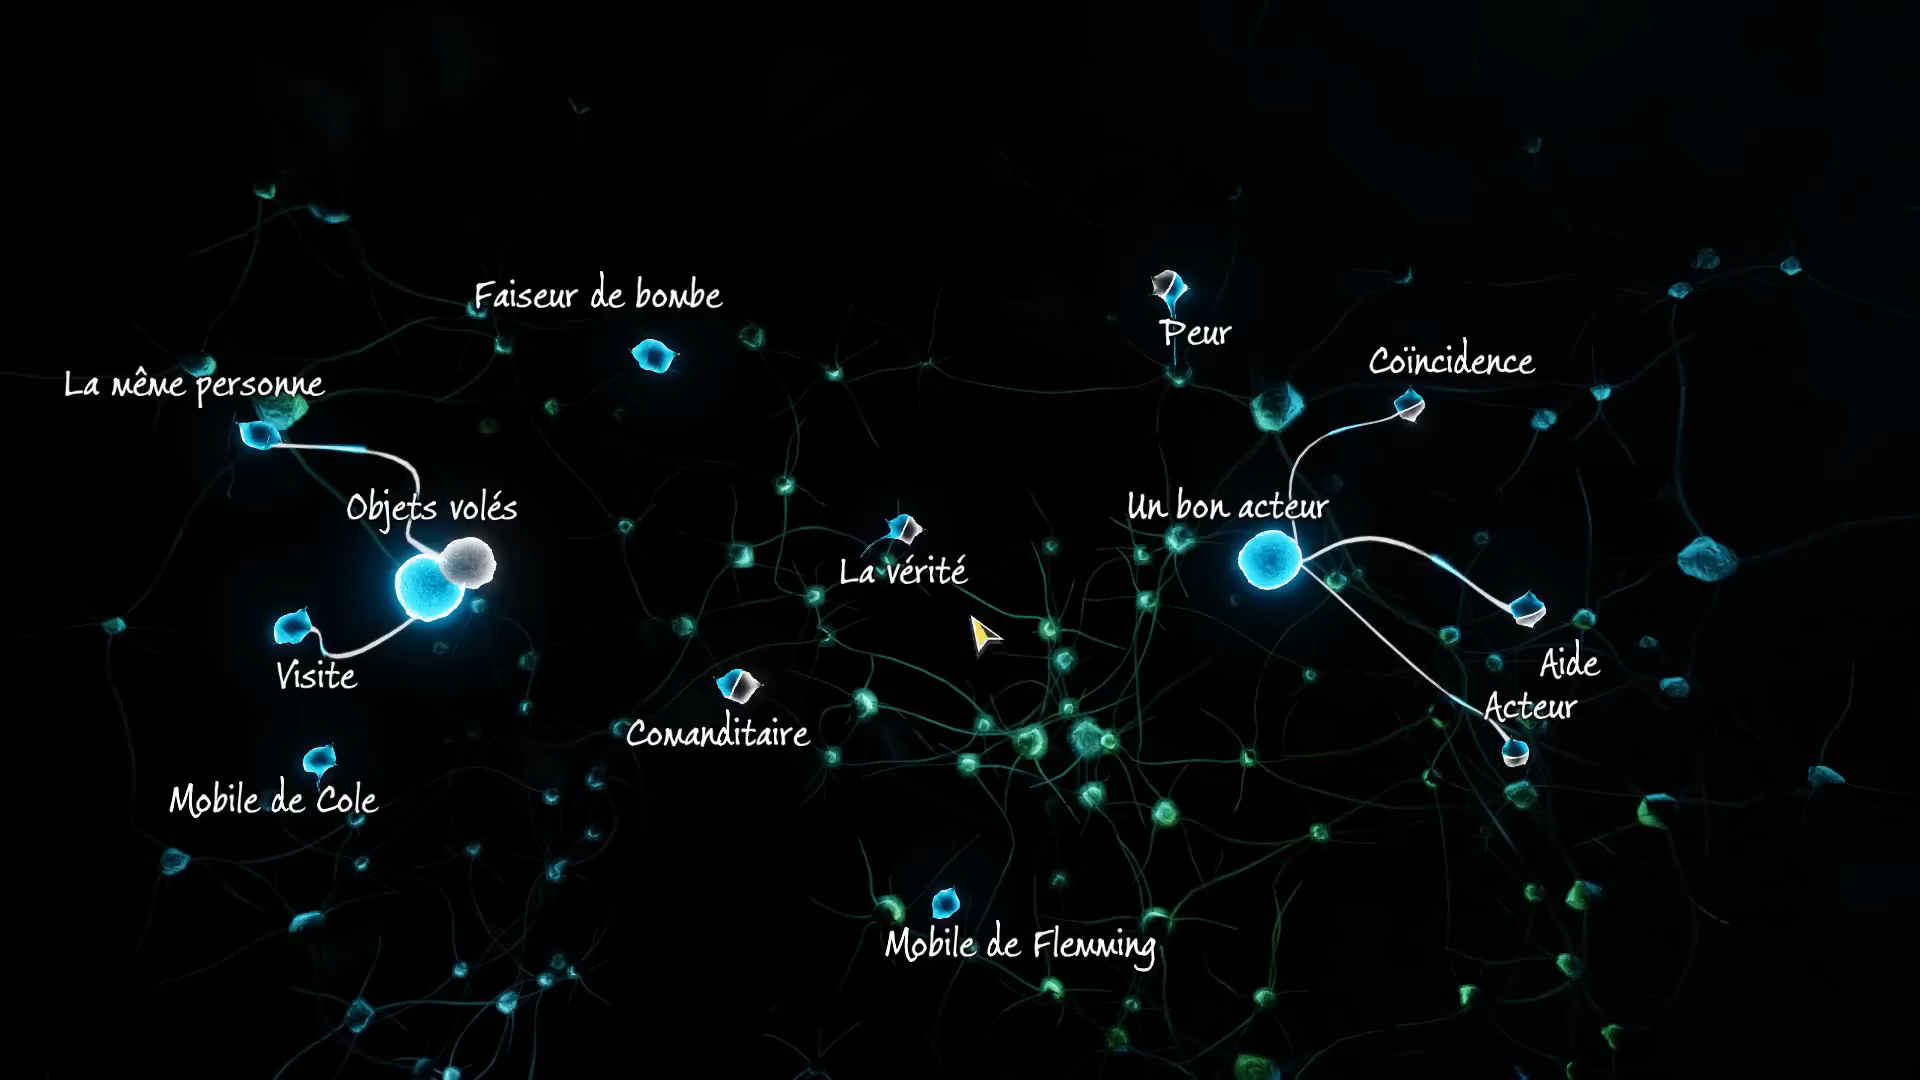 Faiseur de bombe
Peur
Coïncidence
La même personne
Objets volés
Un bon acteur
La vérité
Visite
Aide
Acteur
Comanditaire
Mobile de Cole
Mobile de Flemming